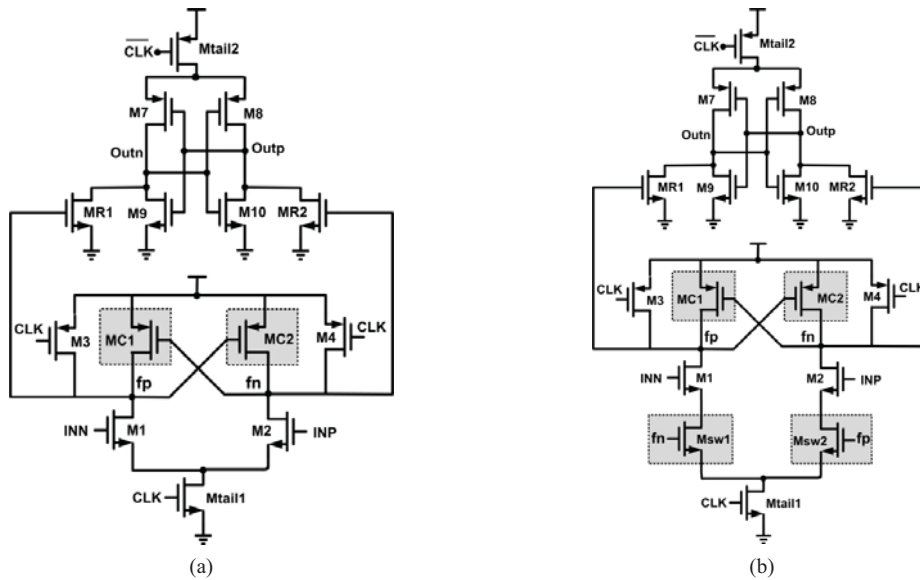 CLK Mtail2
M7 M8
Outn Outp
MR1 M9 M10 MR2
CLK M3 MC1 MC2 M4 CLK
fp fn
INN M1 M2 INP
CLK Mtail1
(a)
CLK Mtail2
M7 M8
Outn Outp
MR1 M9 M10 MR2
CLK M3 MC1 MC2 M4 CLK
fp fn
INN M1 M2 INP
fn Msw1 Msw2 fp
CLK Mtail1
(b)